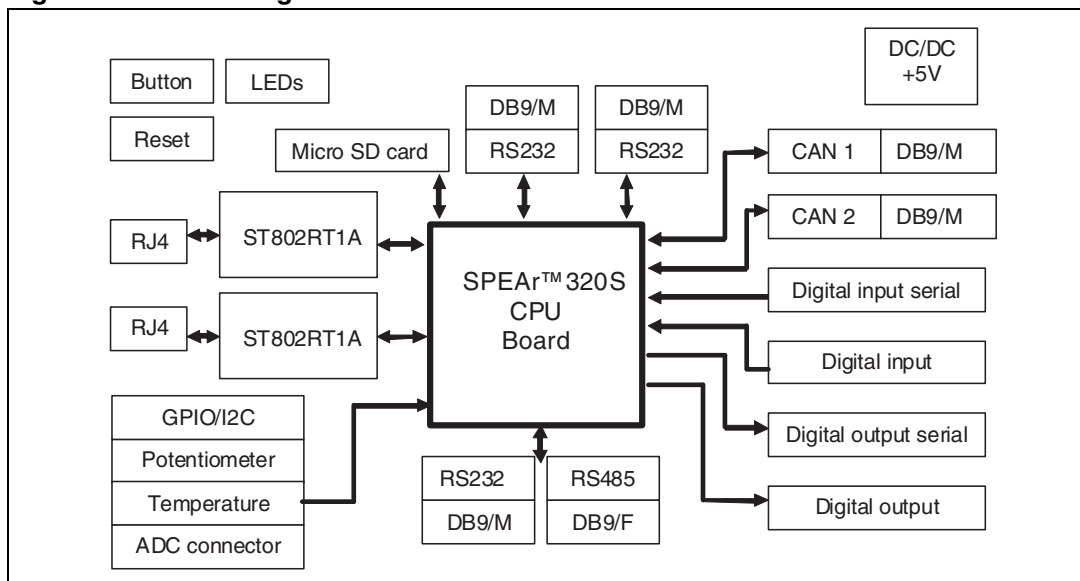 DC/DC
+5V
Button
LEDs
Reset
DB9/M
DB9/M
Micro SD card
RS232
RS232
CAN 1
DB9/M
CAN 2
DB9/M
RJ4
ST802RT1A
SPEAr™320S
CPU
Board
Digital input serial
RJ4
ST802RT1A
Digital input
GPIO/I2C
Potentiometer
Temperature
ADC connector
Digital output serial
RS232
RS485
DB9/M
DB9/F
Digital output